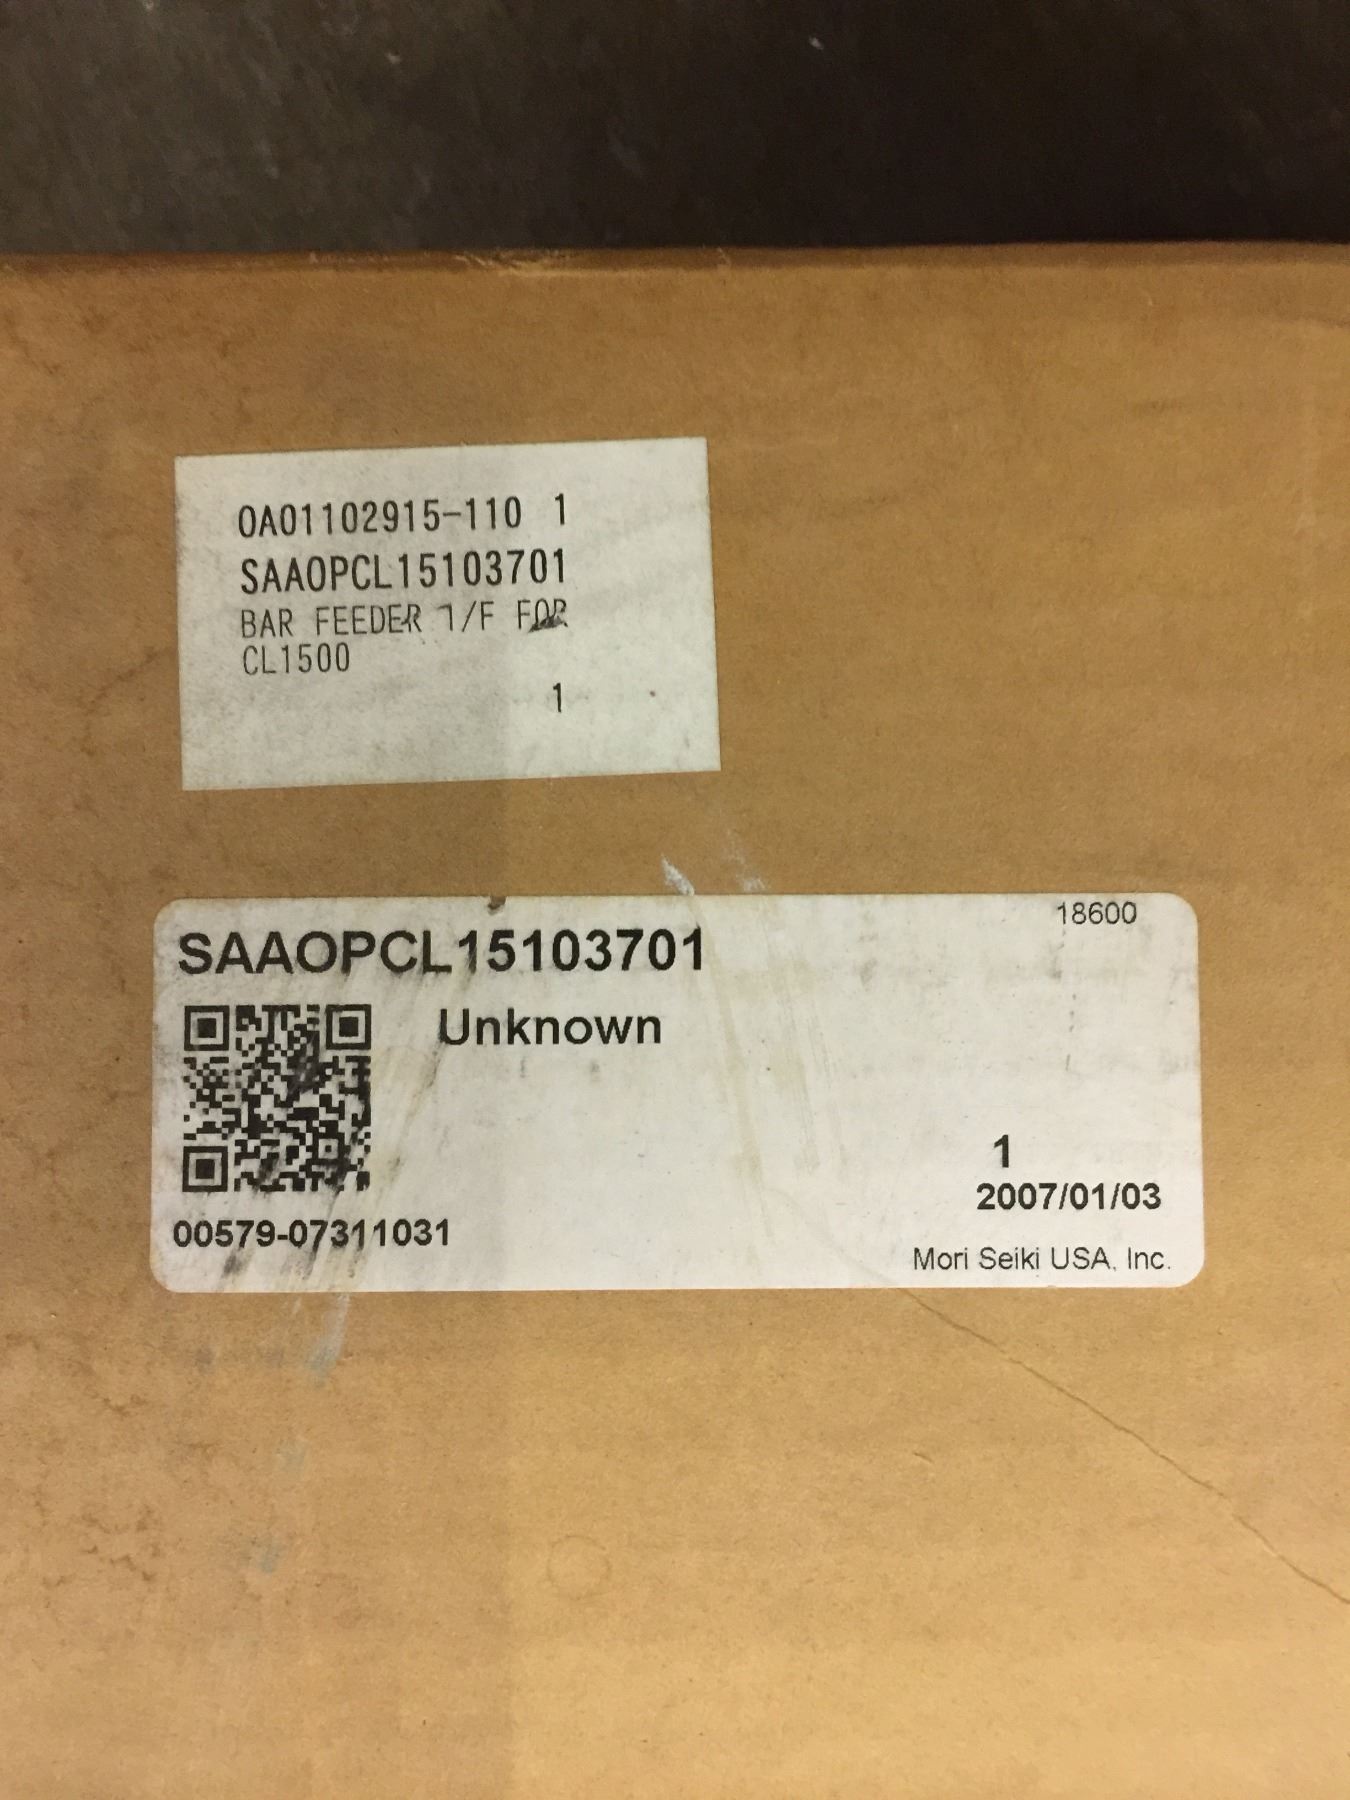 0A01102915-110 1
SAAOPCL15103701
BAR FEEDER I/F FOR
CL1500
1
18600
SAAOPCL15103701
Unknown
1
2007/01/03
00579-07311031
Mori Seiki USA, Inc.